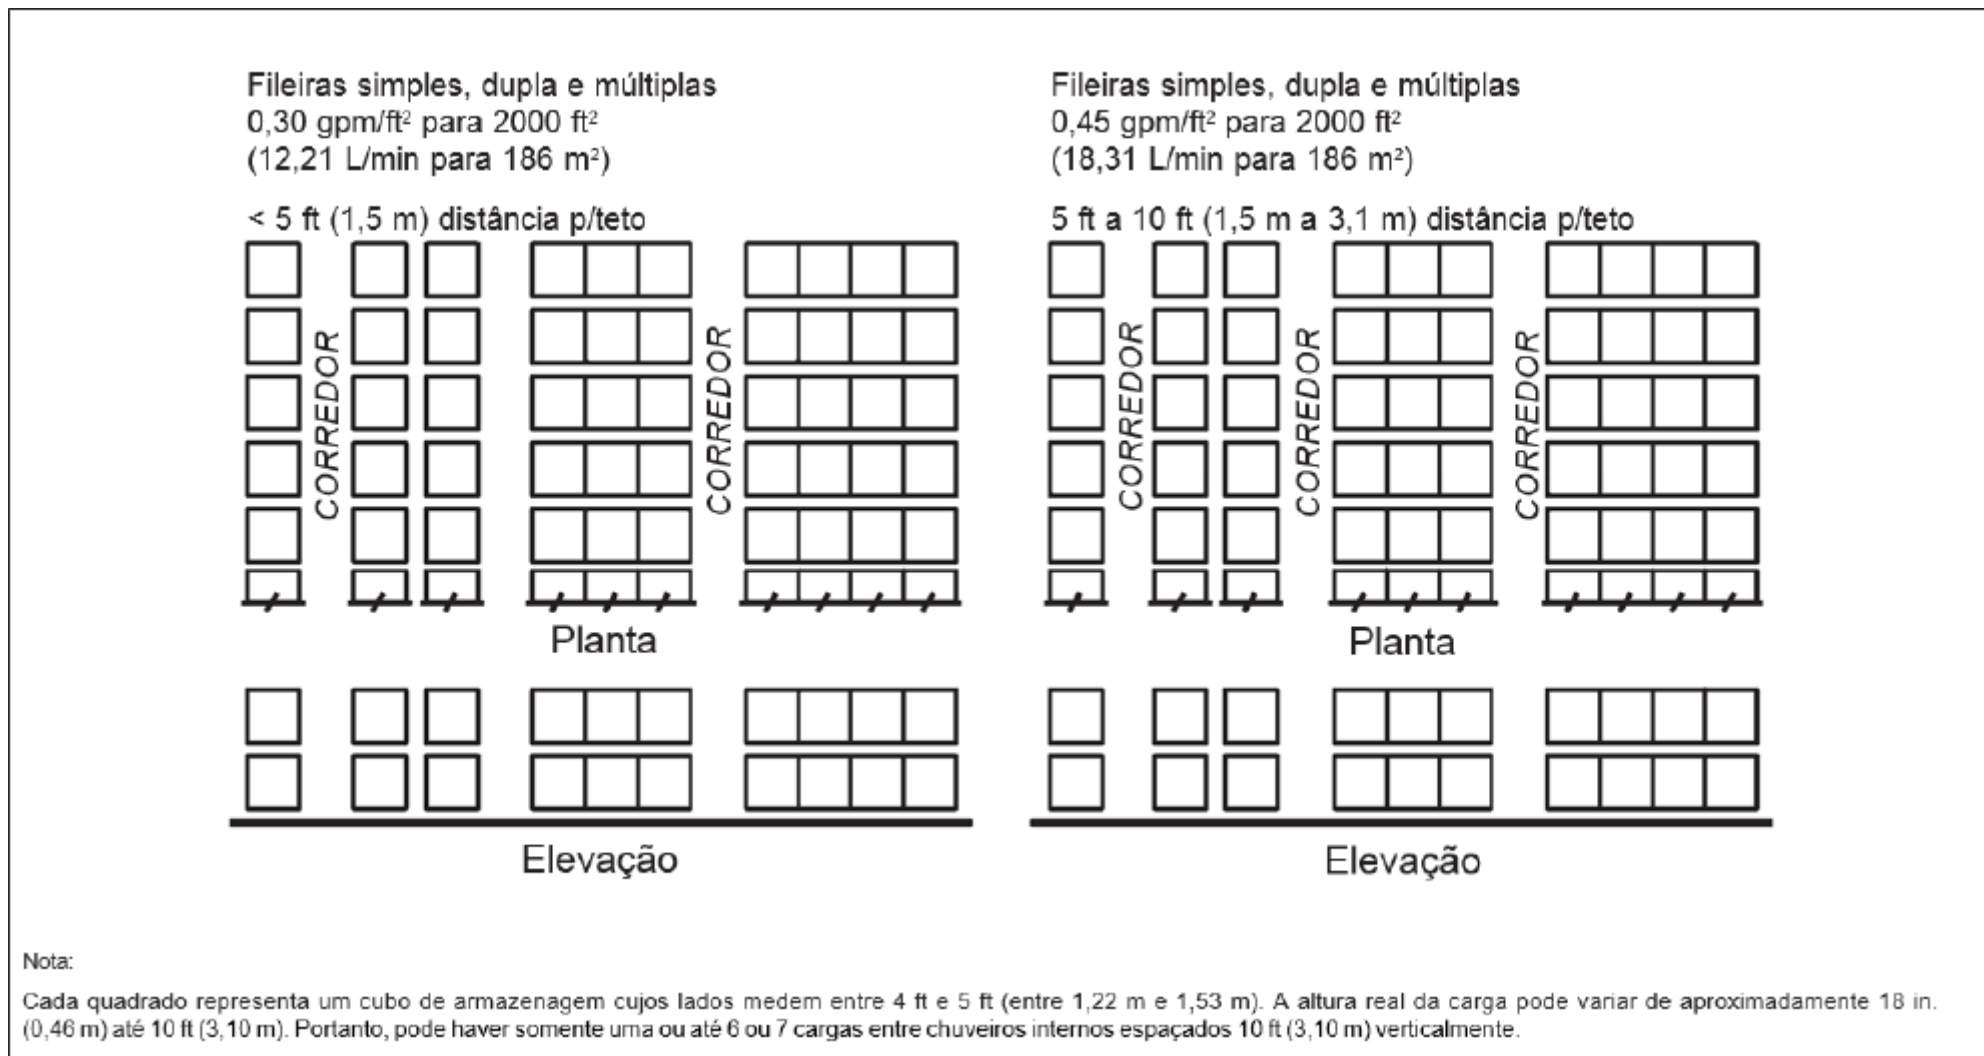 Fileiras simples, dupla e múltiplas
0,30 gpm/ft² para 2000 ft²
(12,21 L/min para 186 m²)
< 5 ft (1,5 m) distância p/teto
CORREDOR
CORREDOR
Planta
Elevação
Fileiras simples, dupla e múltiplas
0,45 gpm/ft² para 2000 ft²
(18,31 L/min para 186 m²)
5 ft a 10 ft (1,5 m a 3,1 m) distância p/teto
CORREDOR
CORREDOR
CORREDOR
Planta
Elevação
Nota:
Cada quadrado representa um cubo de armazenagem cujos lados medem entre 4 ft e 5 ft (entre 1,22 m e 1,53 m). A altura real da carga pode variar de aproximadamente 18 in.
(0,46 m) até 10 ft (3,10 m). Portanto, pode haver somente uma ou até 6 ou 7 cargas entre chuveiros internos espaçados 10 ft (3,10 m) verticalmente.